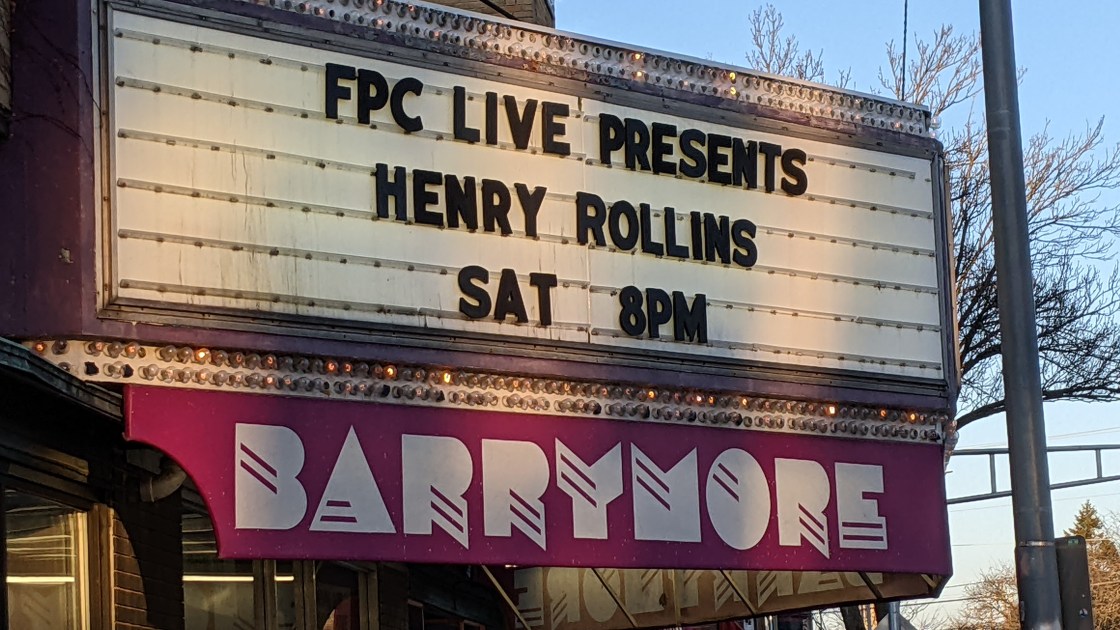 FPC LIVE PRESENTS
HENRY ROLLINS
SAT 8PM
BARRYMORE